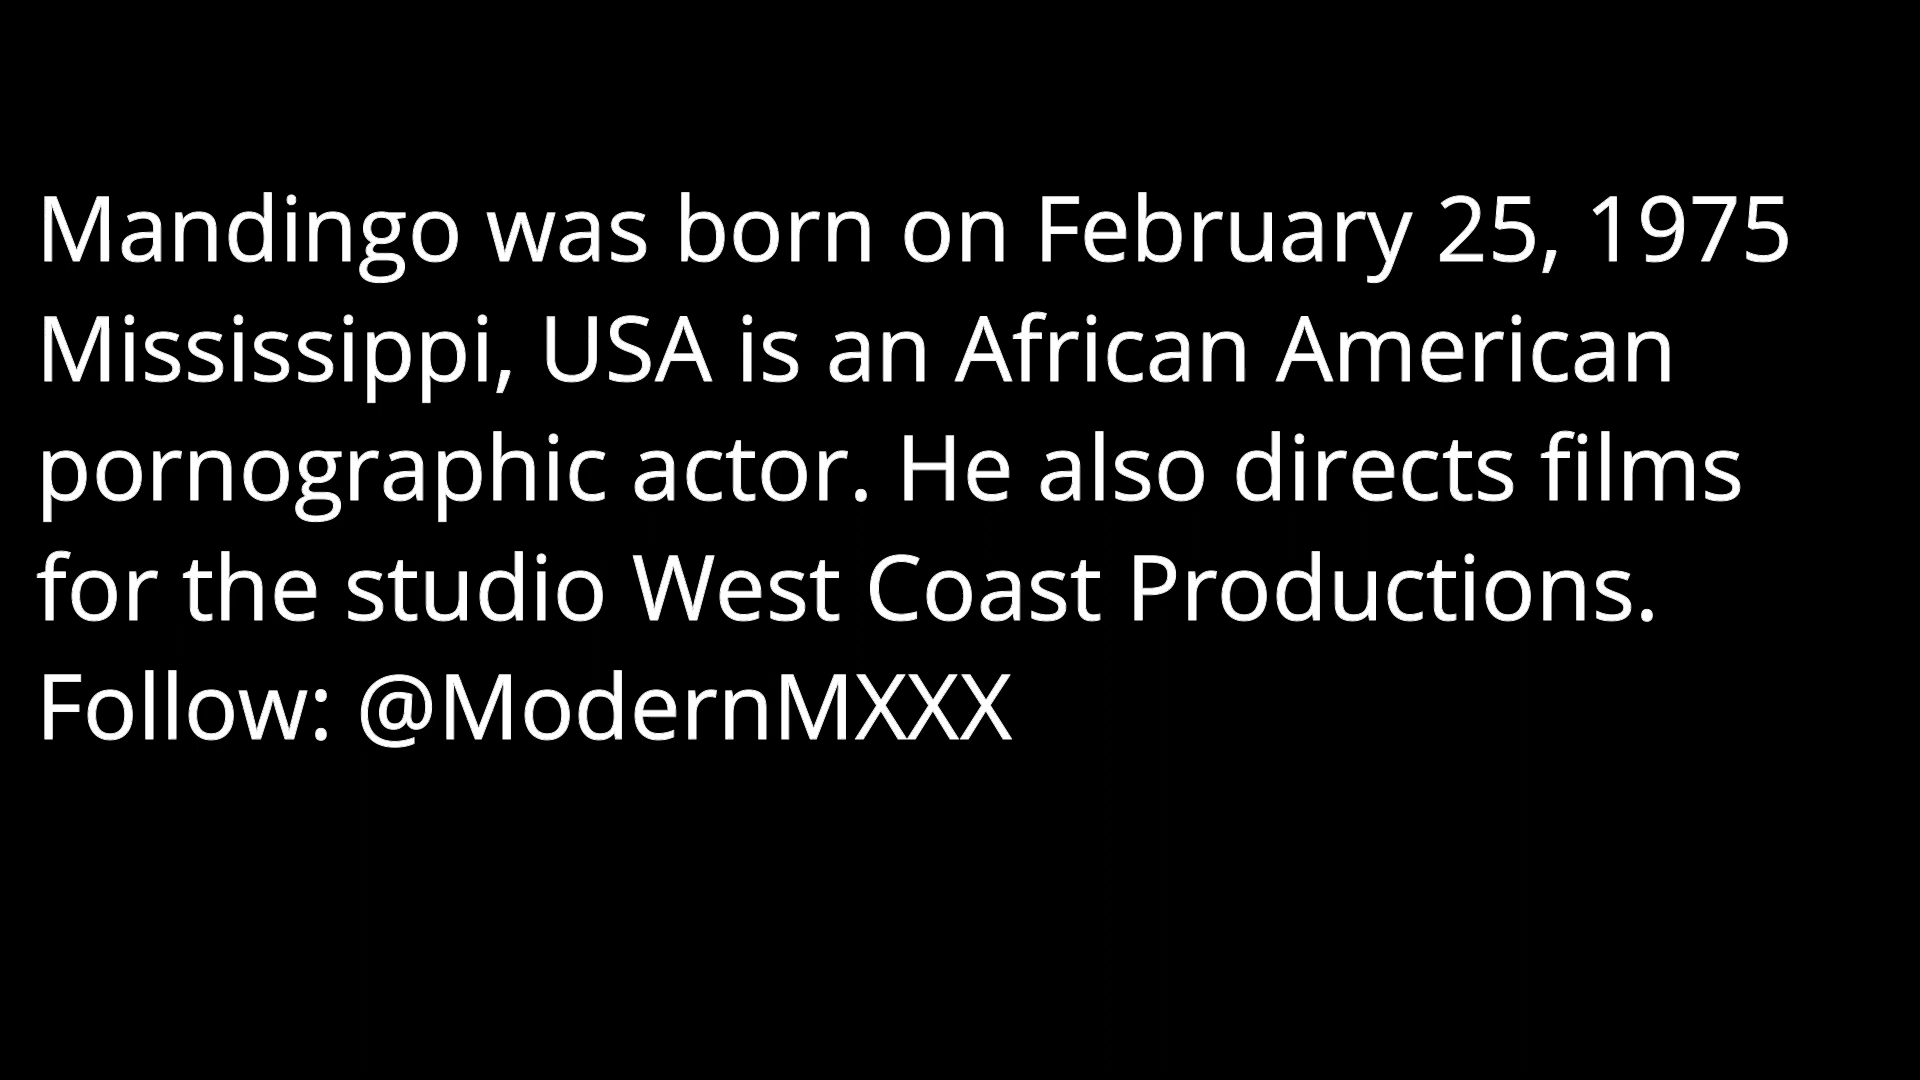 Mandingo was born on February 25, 1975
Mississippi, USA is an African American
pornographic actor. He also directs films
for the studio West Coast Productions.
Follow: @ModernMXXX